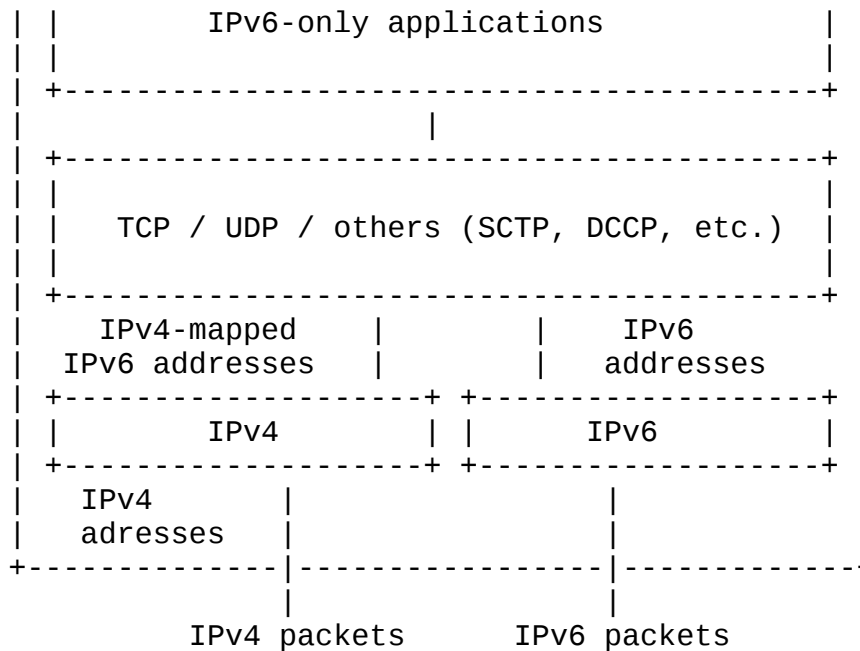 IPv6-only applications
TCP / UDP / others (SCTP, DCCP, etc.)
IPv4-mapped IPv6
IPv6 addresses addresses
IPv4 IPv6
IPv4
adresses
IPv4 packets IPv6 packets